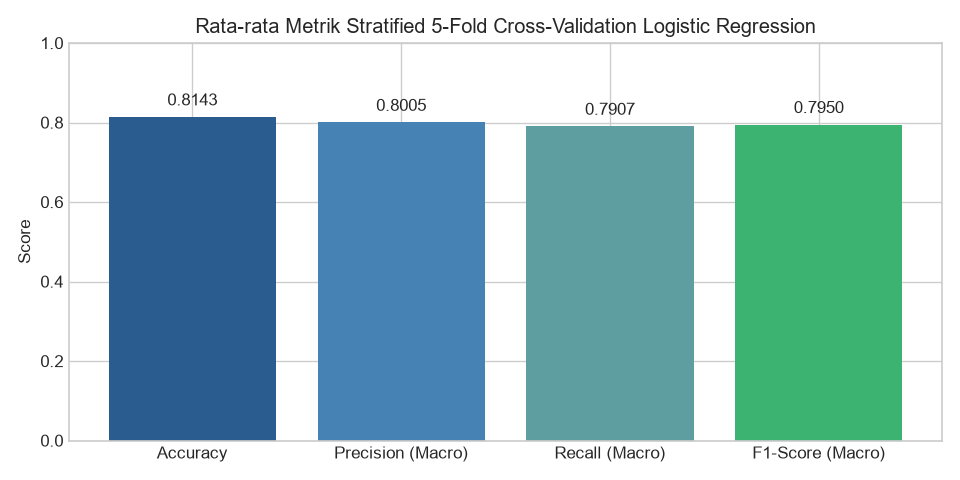 Rata-rata Metrik Stratified 5-Fold Cross-Validation Logistic Regression
1.0
0.8
0.6
0.4
0.2
0.0
Score
0.8143
0.8005
0.7907
0.7950
Accuracy
Precision (Macro)
Recall (Macro)
F1-Score (Macro)